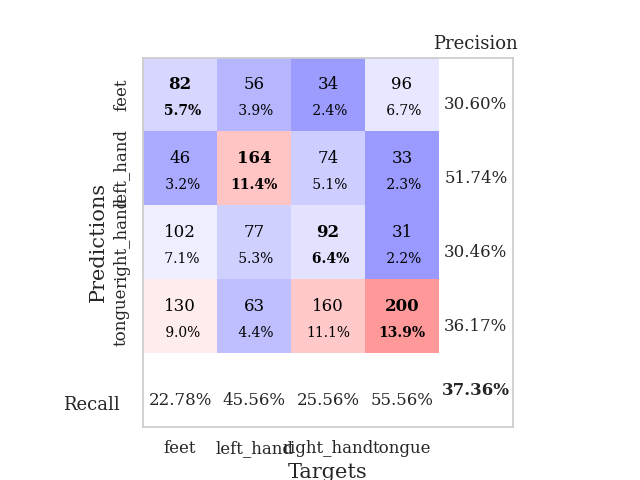 Precision
82 56 34 96
5.7% 3.9% 2.4% 6.7% 30.60%
feet
46 164 74 33
3.2% 11.4% 5.1% 2.3% 51.74%
left_hand
102 77 92 31
7.1% 5.3% 6.4% 2.2% 30.46%
right_hand
130 63 160 200
9.0% 4.4% 11.1% 13.9% 36.17%
tongue
Predictions
Recall 22.78% 45.56% 25.56% 55.56% 37.36%
feet left_hand right_hand tongue
Targets